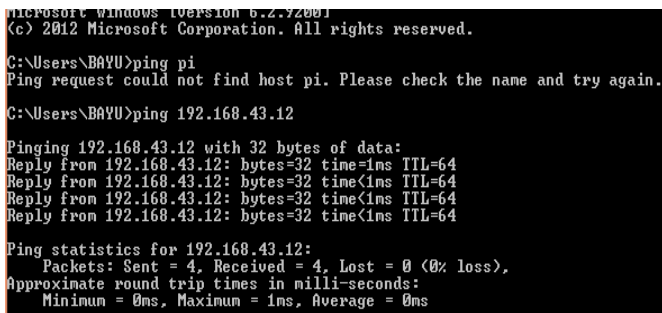 Microsoft Windows [Version 6.2.9200]
(c) 2012 Microsoft Corporation. All rights reserved.
C:\Users\BAYU>ping pi
Ping request could not find host pi. Please check the name and try again.
C:\Users\BAYU>ping 192.168.43.12
Pinging 192.168.43.12 with 32 bytes of data:
Reply from 192.168.43.12: bytes=32 time=1ms TTL=64
Reply from 192.168.43.12: bytes=32 time<1ms TTL=64
Reply from 192.168.43.12: bytes=32 time<1ms TTL=64
Reply from 192.168.43.12: bytes=32 time<1ms TTL=64
Ping statistics for 192.168.43.12:
Packets: Sent = 4, Received = 4, Lost = 0 (0% loss),
Approximate round trip times in milli-seconds:
Minimum = 0ms, Maximum = 1ms, Average = 0ms